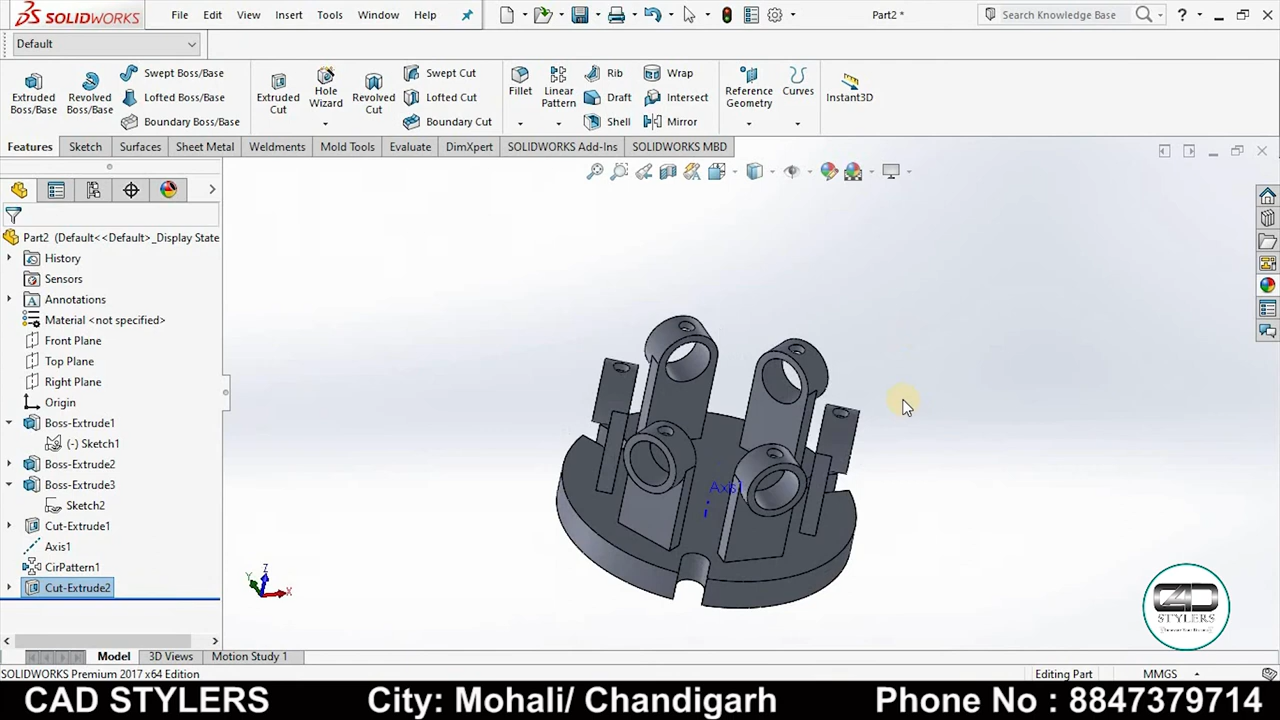 SOLIDWORKS
File Edit View Insert Tools Window Help
Part2 *
Search Knowledge Base
?
Default
Extruded Boss/Base
Revolved Boss/Base
Swept Boss/Base
Lofted Boss/Base
Boundary Boss/Base
Extruded Cut
Hole Wizard
Revolved Cut
Swept Cut
Lofted Cut
Boundary Cut
Fillet
Linear Pattern
Rib
Draft
Shell
Wrap
Intersect
Mirror
Reference Geometry
Curves
Instant3D
Features Sketch Surfaces Sheet Metal Weldments Mold Tools Evaluate DimXpert SOLIDWORKS Add-Ins SOLIDWORKS MBD
Part2 (Default<<Default>_Display State
History
Sensors
Annotations
Material <not specified>
Front Plane
Top Plane
Right Plane
Origin
Boss-Extrude1
(-) Sketch1
Boss-Extrude2
Boss-Extrude3
Sketch2
Cut-Extrude1
Axis1
CirPattern1
Cut-Extrude2
Axis1
Y Z X
CAD
STYLERS
Model 3D Views Motion Study 1
SOLIDWORKS Premium 2017 x64 Edition
Editing Part
MMGS
CAD STYLERS City: Mohali/ Chandigarh Phone No : 8847379714